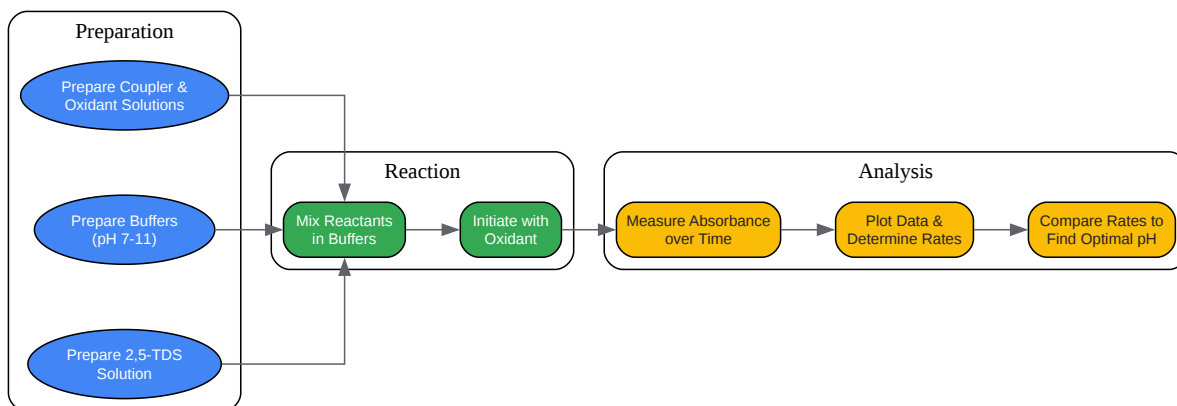 Preparation
Prepare Coupler &
Oxidant Solutions
Prepare Buffers
(pH 7-11)
Prepare 2,5-TDS
Solution
Reaction
Mix Reactants
in Buffers
Initiate with
Oxidant
Analysis
Measure Absorbance
over Time
Plot Data &
Determine Rates
Compare Rates to
Find Optimal pH